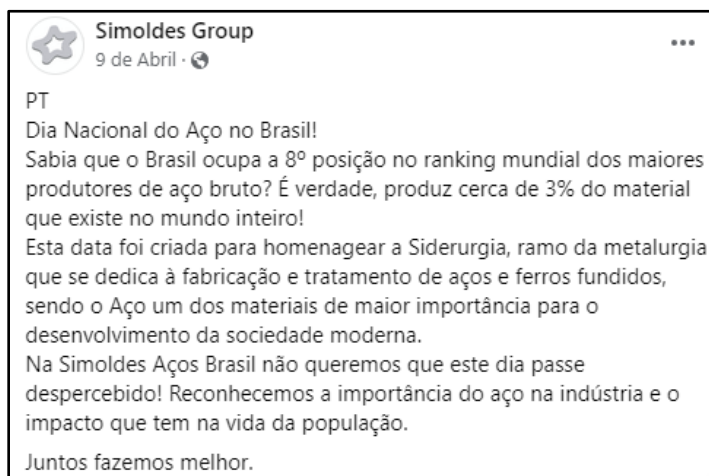 Simoldes Group
9 de Abril ·
PT
Dia Nacional do Aço no Brasil!
Sabia que o Brasil ocupa a 8º posição no ranking mundial dos maiores
produtores de aço bruto? É verdade, produz cerca de 3% do material
que existe no mundo inteiro!
Esta data foi criada para homenagear a Siderurgia, ramo da metalurgia
que se dedica à fabricação e tratamento de aços e ferros fundidos,
sendo o Aço um dos materiais de maior importância para o
desenvolvimento da sociedade moderna.
Na Simoldes Aços Brasil não queremos que este dia passe
despercebido! Reconhecemos a importância do aço na indústria e o
impacto que tem na vida da população.
Juntos fazemos melhor.